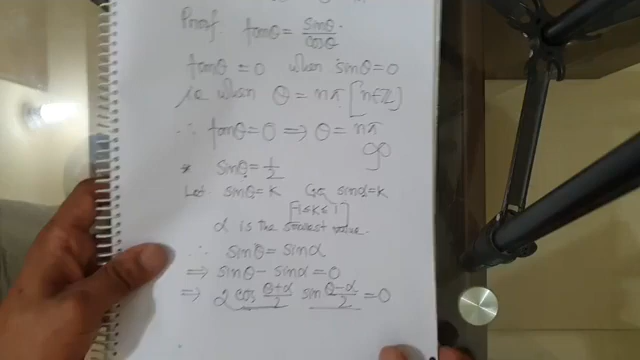 Proof. tanθ = sinθ/cosθ.
tanθ = 0 when sinθ = 0
ie when θ = nπ [n∈Z]
∴ tanθ = 0 ⇒ θ = nπ
* sinθ = 1/2
Let sinθ = k sinα = k
[-1≤k≤1]
α is the smallest value.
∴ sinθ = sinα
⇒ sinθ - sinα = 0
⇒ 2 cos (θ+α)/2 sin (θ-α)/2 = 0